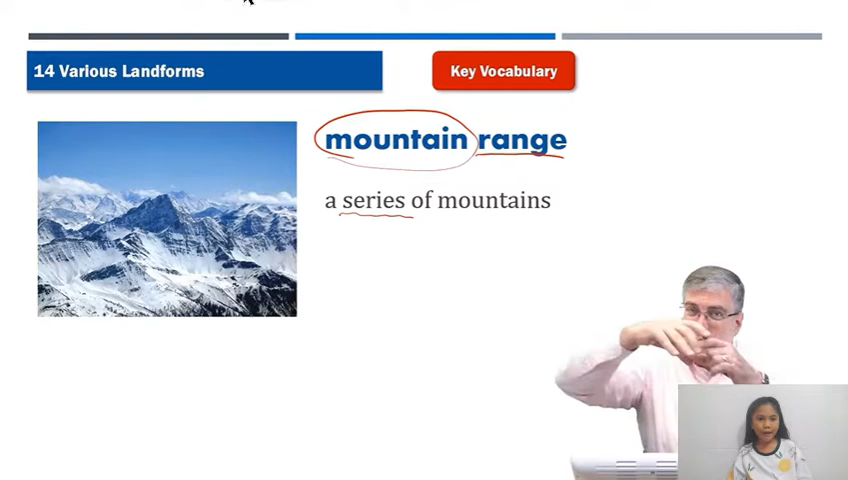 14 Various Landforms
Key Vocabulary
mountain range
a series of mountains